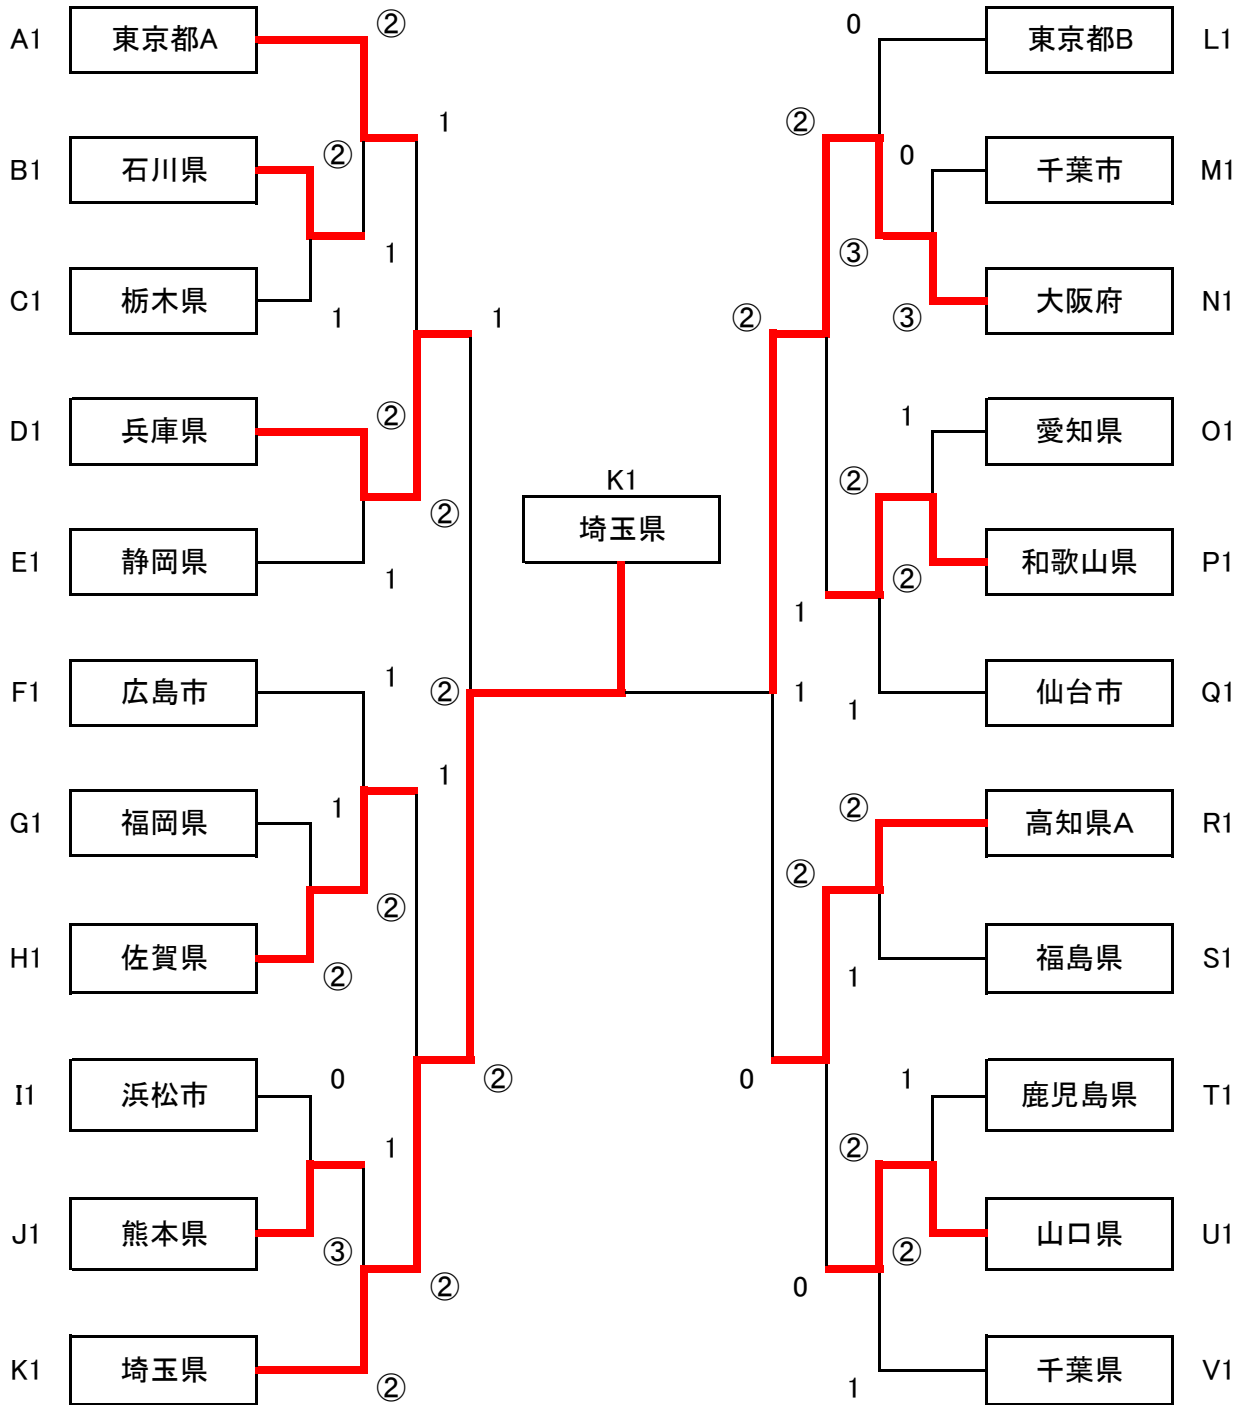 A1 東京都A ② 0 東京都B L1
1 ②
B1 石川県 ② 0 千葉市 M1
1 ③
C1 栃木県 1 1 ② ③ 大阪府 N1
D1 兵庫県 ② 1 愛知県 O1
K1 ②
② 埼玉県
E1 静岡県 1 ② 和歌山県 P1
1
F1 広島市 1 ② 1 1 仙台市 Q1
1
G1 福岡県 1 ② 高知県A R1
② ②
H1 佐賀県 ② 1 福島県 S1
I1 浜松市 0 ② 0 1 鹿児島県 T1
1 ②
J1 熊本県 ③ ② 山口県 U1
② 0
K1 埼玉県 ② 1 千葉県 V1